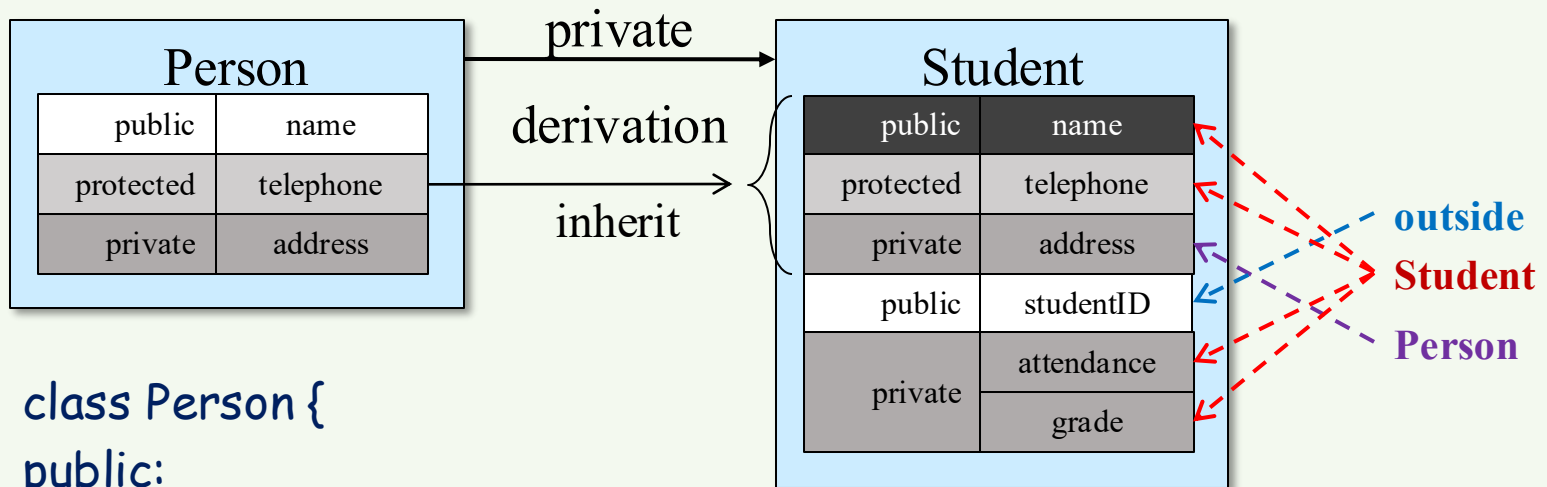 private
Person
Student
public name
protected telephone
private address
derivation
inherit
public name
protected telephone
private address
public studentID
private
attendance
grade
outside
Student
Person
class Person {
public: